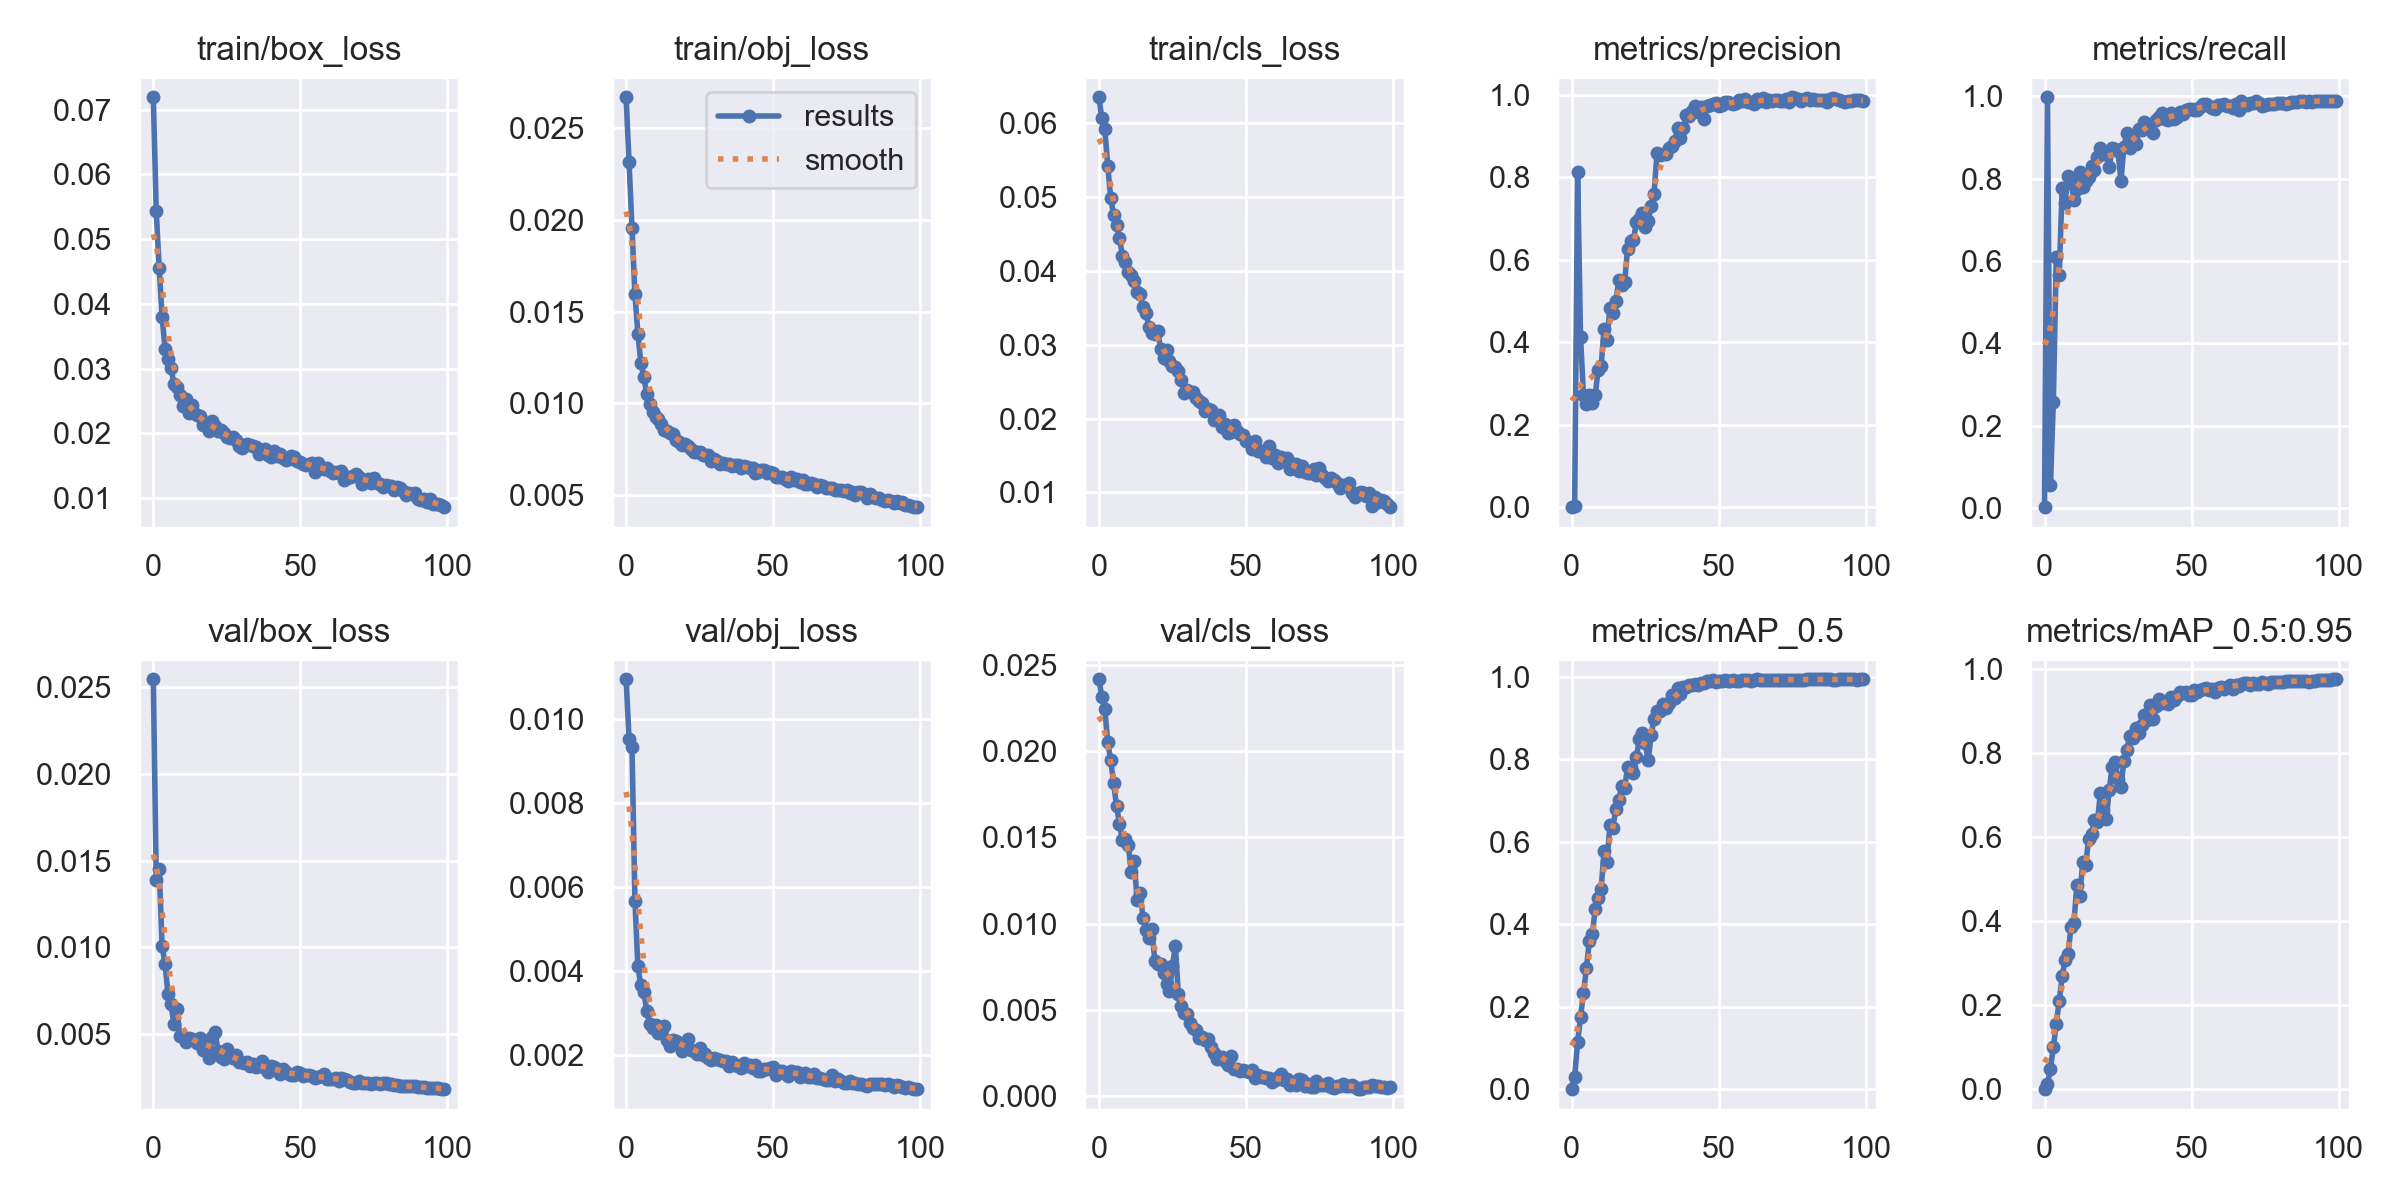 train/box_loss
0.07
0.06
0.05
0.04
0.03
0.02
0.01
0 50 100
train/obj_loss
results
smooth
0.025
0.020
0.015
0.010
0.005
0 50 100
train/cls_loss
0.06
0.05
0.04
0.03
0.02
0.01
0 50 100
metrics/precision
1.0
0.8
0.6
0.4
0.2
0.0
0 50 100
metrics/recall
1.0
0.8
0.6
0.4
0.2
0.0
0 50 100
val/box_loss
0.025
0.020
0.015
0.010
0.005
0 50 100
val/obj_loss
0.010
0.008
0.006
0.004
0.002
0 50 100
val/cls_loss
0.025
0.020
0.015
0.010
0.005
0.000
0 50 100
metrics/mAP_0.5
1.0
0.8
0.6
0.4
0.2
0.0
0 50 100
metrics/mAP_0.5:0.95
1.0
0.8
0.6
0.4
0.2
0.0
0 50 100